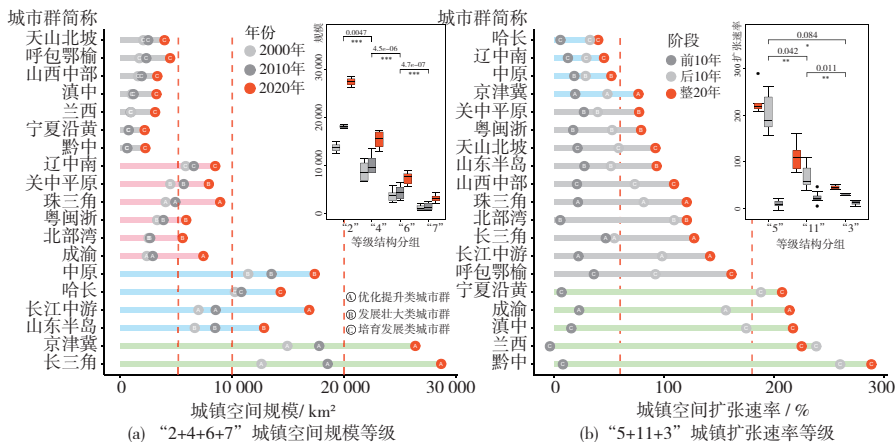 城市群简称
天山北坡
呼包鄂榆
山西中部
滇中
兰西
宁夏沿黄
黔中
辽中南
关中平原
珠三角
粤闽浙
北部湾
成渝
中原
哈长
长江中游
山东半岛
京津冀
长三角
年份
2000年
2010年
2020年
规模
30 000
20 000
10 000
0
0.0047
***
4.5e-06
***
4.7e-07
***
“2” “4” “6” “7”
等级结构分组
A 优化提升类城市群
B 发展壮大类城市群
C 培育发展类城市群
0 10 000 20 000 30 000
城镇空间规模/ km²
(a) “2+4+6+7”城镇空间规模等级
城市群简称
哈长
辽中南
中原
京津冀
关中平原
粤闽浙
天山北坡
山东半岛
山西中部
珠三角
北部湾
长三角
长江中游
呼包鄂榆
宁夏沿黄
成渝
滇中
兰西
黔中
阶段
前10年
后10年
整20年
扩张速率
300
200
100
0
0.084
*
0.042
**
0.011
**
“5” “11” “3”
等级结构分组
0 100 200 300
城镇空间扩张速率 / %
(b) “5+11+3”城镇扩张速率等级